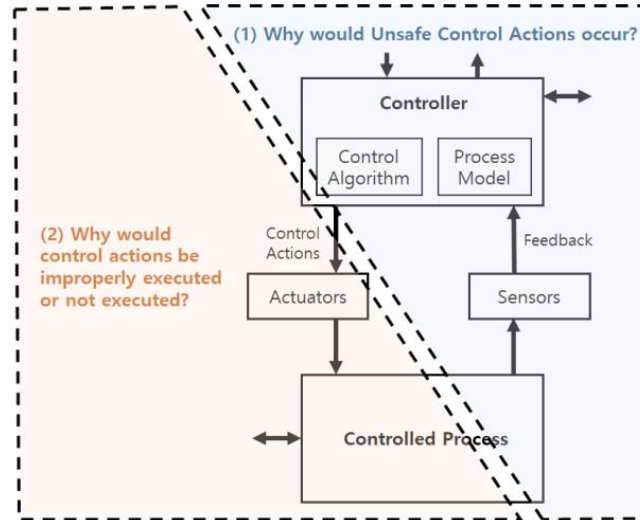 (1) Why would Unsafe Control Actions occur?
Controller
Control
Algorithm
Process
Model
(2) Why would
control actions be
improperly executed
or not executed?
Control
Actions
Feedback
Actuators
Sensors
Controlled Process